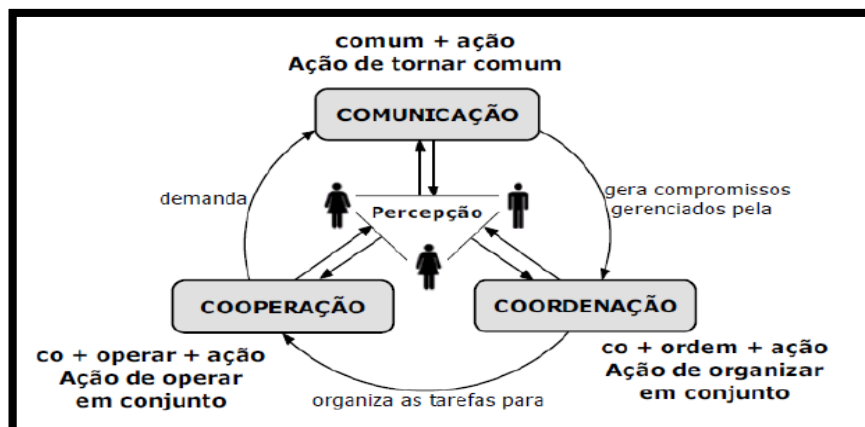 comum + ação
Ação de tornar comum
COMUNICAÇÃO
demanda
gera compromissos
gerenciados pela
Percepção
COOPERAÇÃO
COORDENAÇÃO
co + operar + ação
Ação de operar
em conjunto
organiza as tarefas para
co + ordem + ação
Ação de organizar
em conjunto